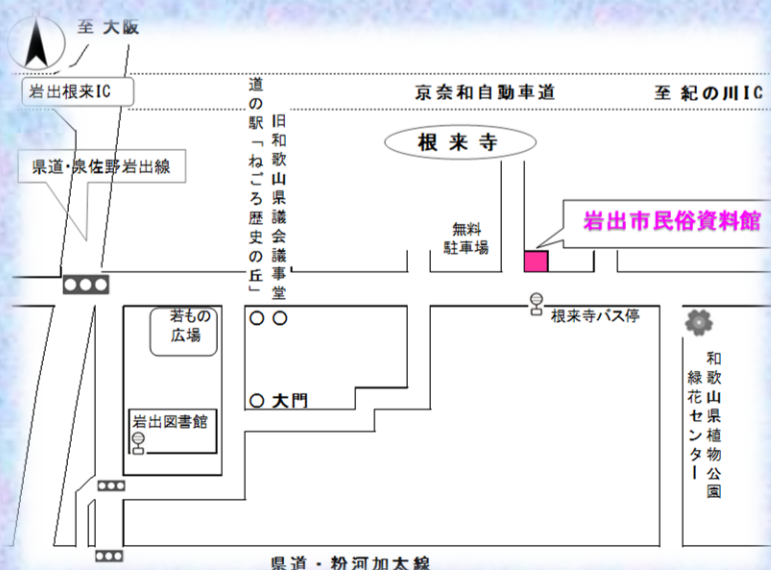 至 大阪
岩出根来IC
京奈和自動車道
至 紀の川IC
県道・泉佐野岩出線
道の駅「ねごろ歴史の丘」
旧和歌山県議会議事堂
根来寺
無料
駐車場
岩出市民俗資料館
若もの
広場
根来寺バス停
大門
岩出図書館
和歌山県植物公園
緑花センター
県道・粉河加太線